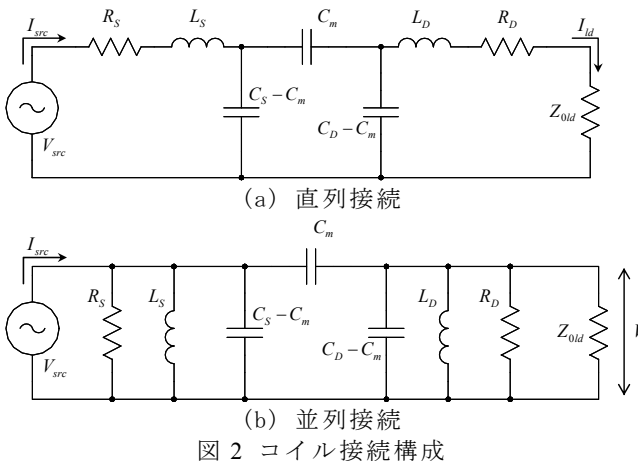 I_src R_S L_S C_m L_D R_D I_ld
C_S − C_m
C_D − C_m
Z_0ld
V_src
(a) 直列接続
C_m
I_src
R_S L_S C_S − C_m L_D R_D
C_D − C_m
Z_0ld
V_src
(b) 並列接続
図 2 コイル接続構成